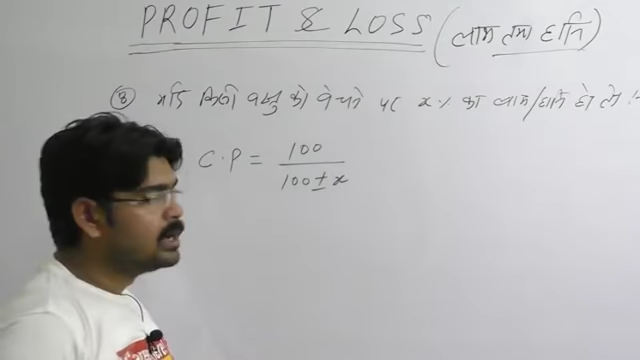 PROFIT & LOSS (लाभ तथा हानि)
⑧ यदि किसी वस्तु को बेचने पर x% का लाभ/हानि हो तो :-
C.P = 100
100±x